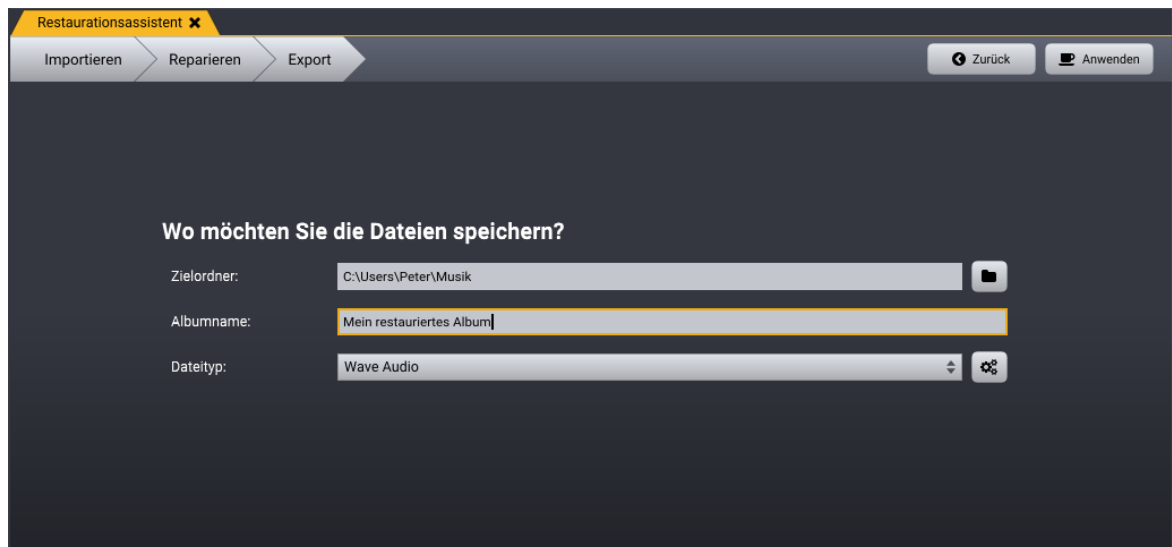 Restaurationsassistent
Importieren Reparieren Export Zurück Anwenden
Wo möchten Sie die Dateien speichern?
Zielordner: C:\Users\Peter\Musik
Albumname: Mein restauriertes Album
Dateityp: Wave Audio